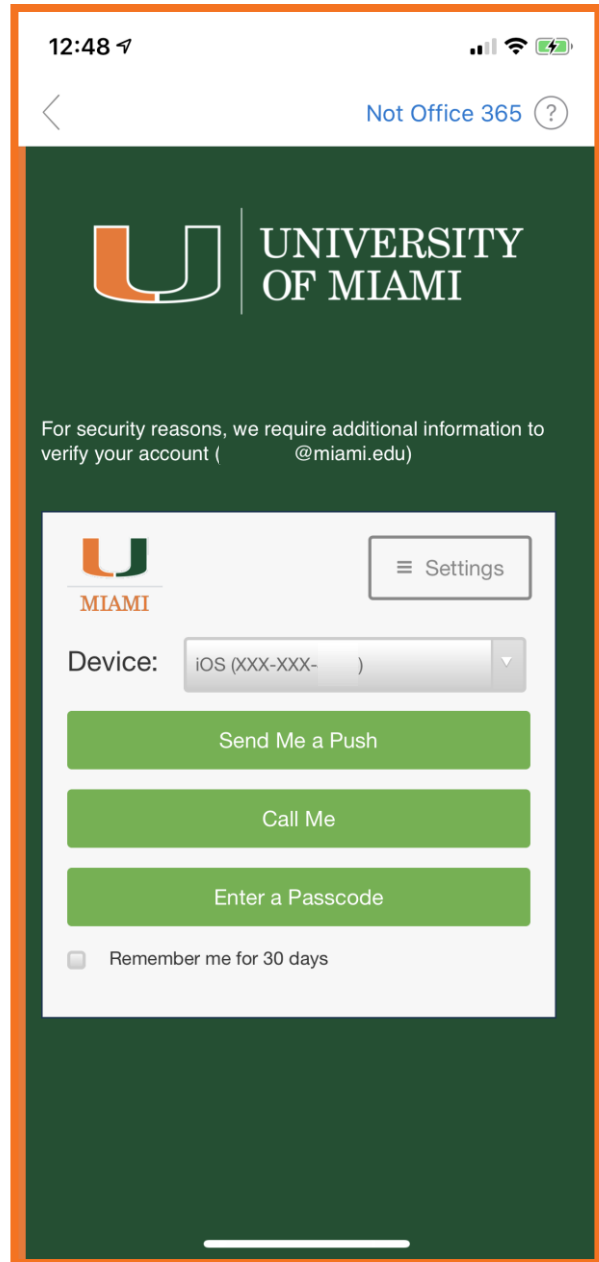 12:48
Not Office 365 ?
UNIVERSITY
OF MIAMI
For security reasons, we require additional information to
verify your account ( @miami.edu)
MIAMI
≡ Settings
Device: iOS (XXX-XXX- )
Send Me a Push
Call Me
Enter a Passcode
Remember me for 30 days